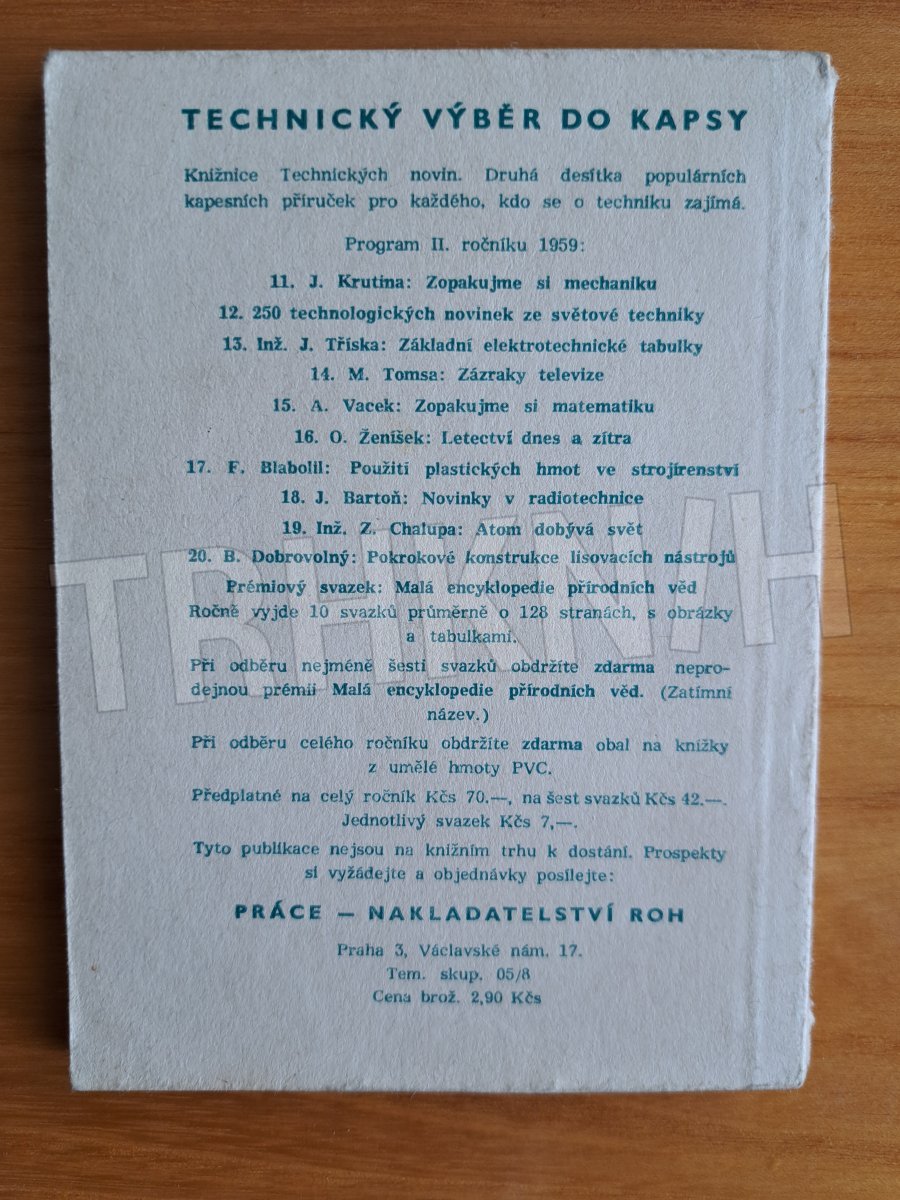 TECHNICKÝ VÝBĚR DO KAPSY
Knižnice Technických novin. Druhá desítka populárních
kapesních příruček pro každého, kdo se o techniku zajímá.
Program II. ročníku 1959:
11. J. Krutina: Zopakujme si mechaniku
12. 250 technologických novinek ze světové techniky
13. Inž. J. Tříska: Základní elektrotechnické tabulky
14. M. Tomsa: Zázraky televize
15. A. Vacek: Zopakujme si matematiku
16. O. Ženíšek: Letectví dnes a zítra
17. F. Blabolil: Použití plastických hmot ve strojírenství
18. J. Bartoň: Novinky v radiotechnice
19. Inž. Z. Chalupa: Atom dobývá svět
20. B. Dobrovolný: Pokrokové konstrukce lisovacích nástrojů
Prémiový svazek: Malá encyklopedie přírodních věd
Ročně vyjde 10 svazků průměrně o 128 stranách, s obrázky
a tabulkami.
Při odběru nejméně šesti svazků obdržíte zdarma nepro-
dejnou prémii Malá encyklopedie přírodních věd. (Zatímní
název.)
Při odběru celého ročníku obdržíte zdarma obal na knížky
z umělé hmoty PVC.
Předplatné na celý ročník Kčs 70.—, na šest svazků Kčs 42.—.
Jednotlivý svazek Kčs 7,—.
Tyto publikace nejsou na knižním trhu k dostání. Prospekty
si vyžádejte a objednávky posílejte:
PRÁCE — NAKLADATELSTVÍ ROH
Praha 3, Václavské nám. 17.
Tem. skup. 05/8
Cena brož. 2,90 Kčs
TRHKNIH